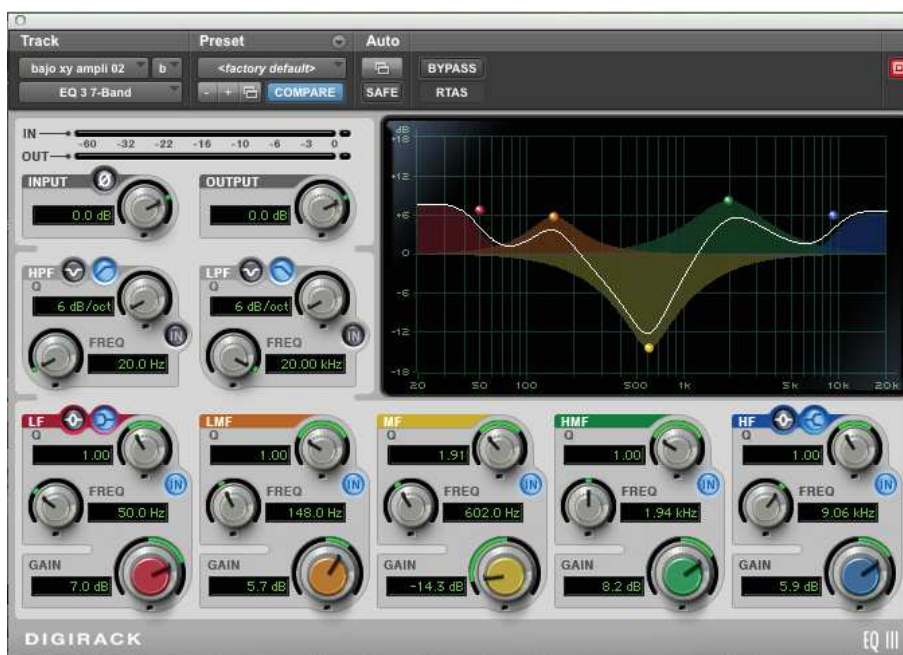 Track Preset Auto
bajo xy ampli 02 b <factory default> BYPASS
EQ 3 7-Band - + COMPARE SAFE RTAS
IN
-60 -32 -22 -16 -10 -6 -3 0
OUT
INPUT Ø OUTPUT
0.0 dB 0.0 dB
HPF LPF
Q Q
6 dB/oct 6 dB/oct
IN IN
FREQ FREQ
20.0 Hz 20.00 kHz
dB
+18
+12
+6
0
-6
-12
-18
20 50 100 500 1k 5k 10k 20k
LF LMF MF HMF HF
Q Q Q Q Q
1.00 1.00 1.91 1.00 1.00
IN IN IN IN IN
FREQ FREQ FREQ FREQ FREQ
50.0 Hz 148.0 Hz 602.0 Hz 1.94 kHz 9.06 kHz
GAIN GAIN GAIN GAIN GAIN
7.0 dB 5.7 dB -14.3 dB 8.2 dB 5.9 dB
DIGIRACK EQ III